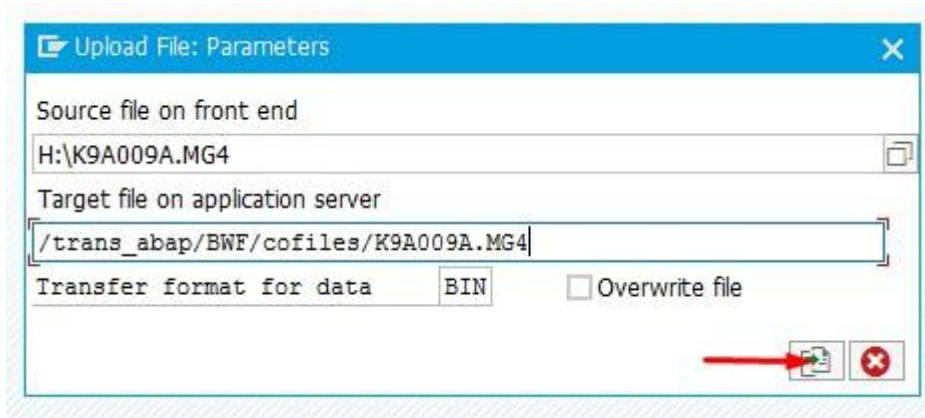 Upload File: Parameters
Source file on front end
H:\K9A009A.MG4
Target file on application server
/trans_abap/BWF/cofiles/K9A009A.MG4
Transfer format for data BIN Overwrite file